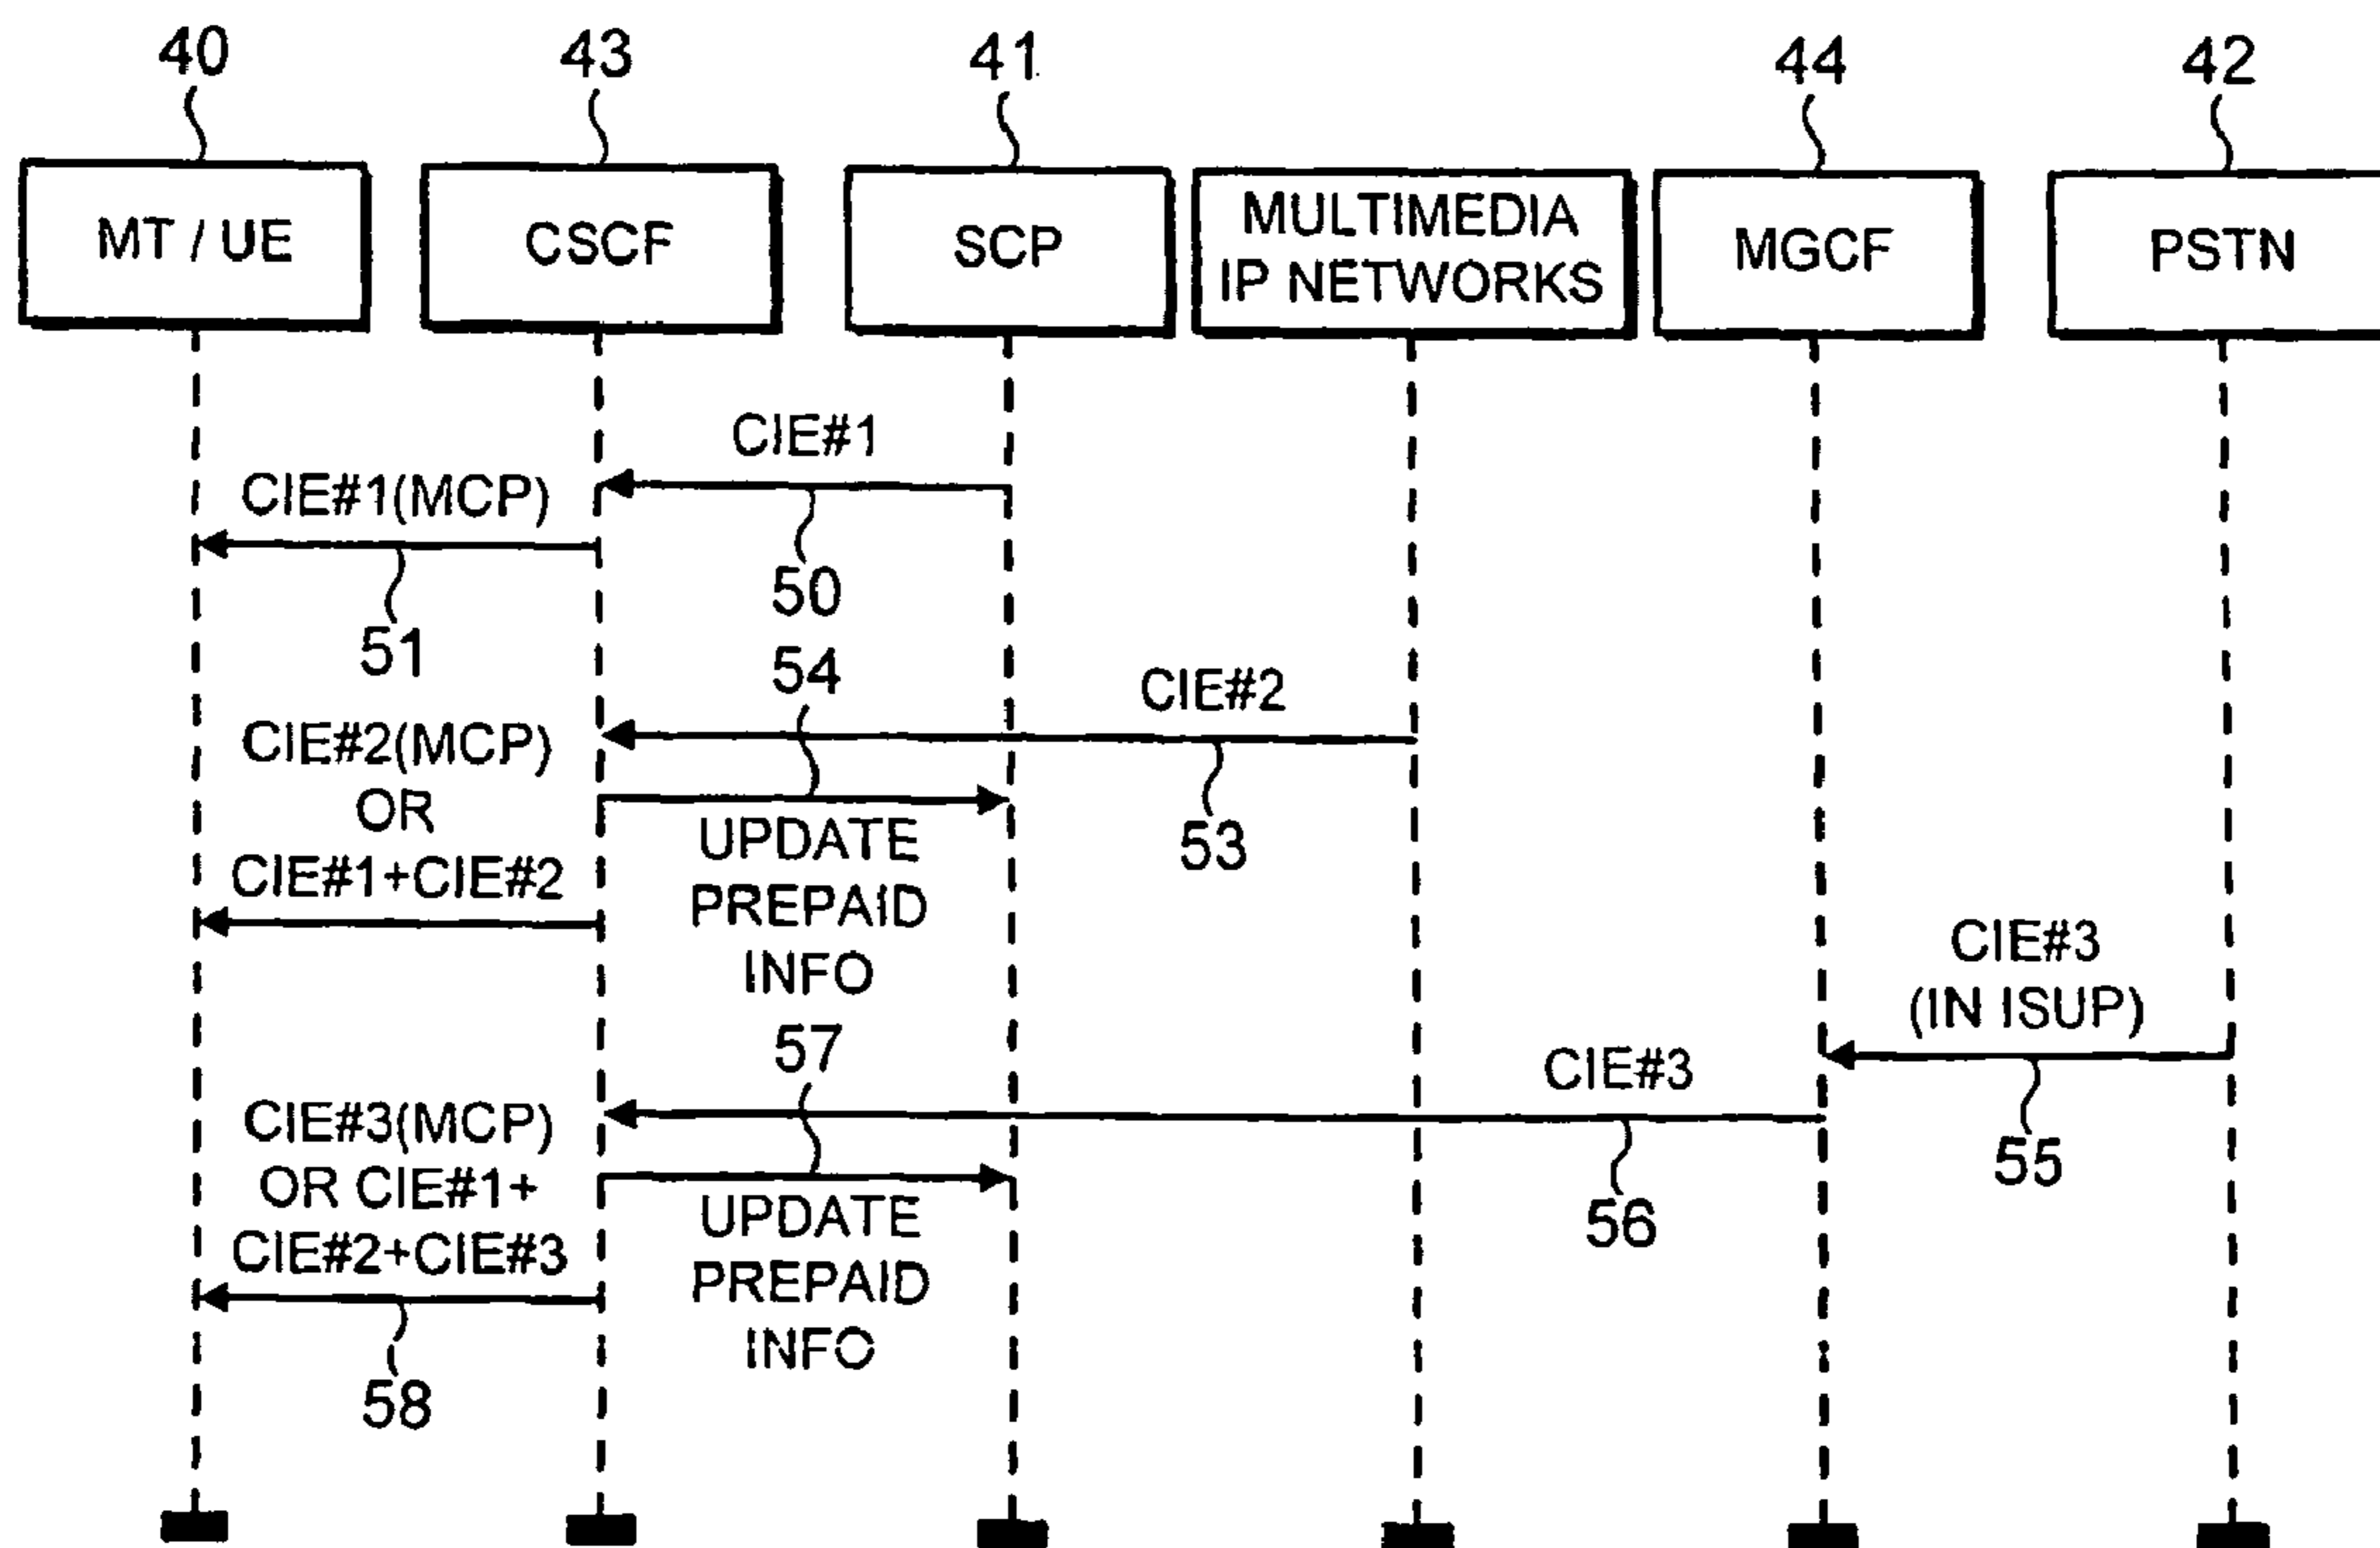 40
43
41
44
42
MT / UE
CSCF
SCP
MULTIMEDIA
IP NETWORKS
MGCF
PSTN
CIE#1
50
CIE#1(MCP)
51
CIE#2
53
54
UPDATE
PREPAID
INFO
CIE#2(MCP)
OR
CIE#1+CIE#2
CIE#3
(IN ISUP)
55
CIE#3
56
57
UPDATE
PREPAID
INFO
CIE#3(MCP)
OR CIE#1+
CIE#2+CIE#3
58